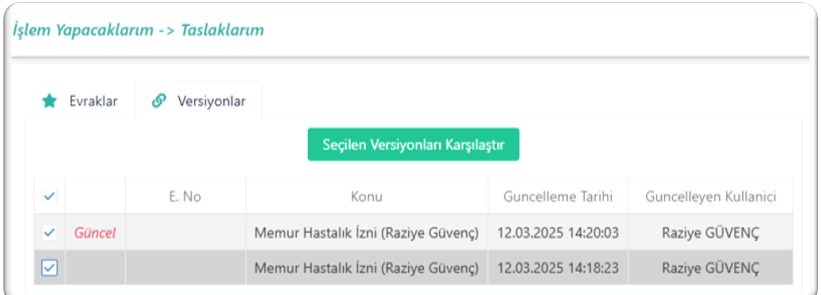 İşlem Yapacaklarım -> Taslaklarım
Evraklar Versiyonlar
Seçilen Versiyonları Karşılaştır
E. No Konu Guncelleme Tarihi Guncelleyen Kullanici
Güncel Memur Hastalık İzni (Raziye Güvenç) 12.03.2025 14:20:03 Raziye GÜVENÇ
Memur Hastalık İzni (Raziye Güvenç) 12.03.2025 14:18:23 Raziye GÜVENÇ